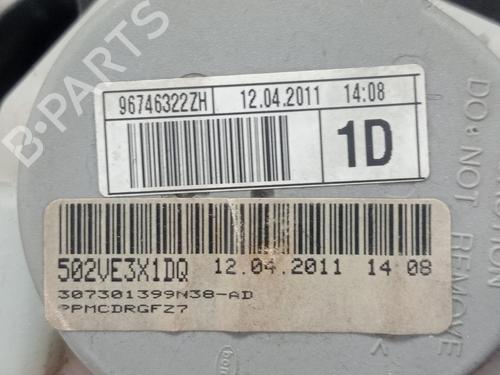 B-PARTS
96746322ZH 12.04.2011 14:08
1D
DO NOT REMOVE
502VE3X1DQ 12.04.2011 14 08
307301399N38-AD
PPMCDRGFZ7